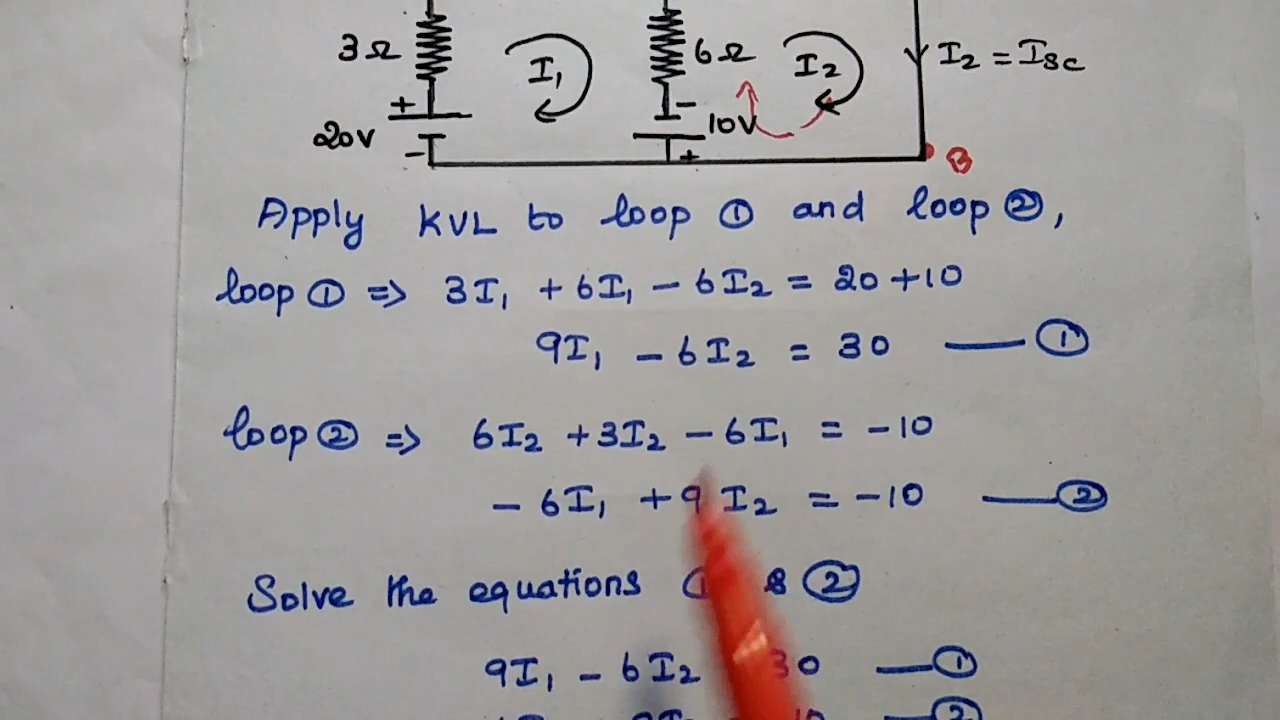 3Ω I₁ 6Ω I₂ I₂ = Isc
+ −
20V 10V
− + B
Apply KVL to loop ① and loop ②,
loop ① => 3I₁ + 6I₁ − 6I₂ = 20 + 10
9I₁ − 6I₂ = 30 — ①
loop ② => 6I₂ + 3I₂ − 6I₁ = −10
− 6I₁ + 9I₂ = −10 — ②
Solve the equations ① & ②
9I₁ − 6I₂ 30 — ①